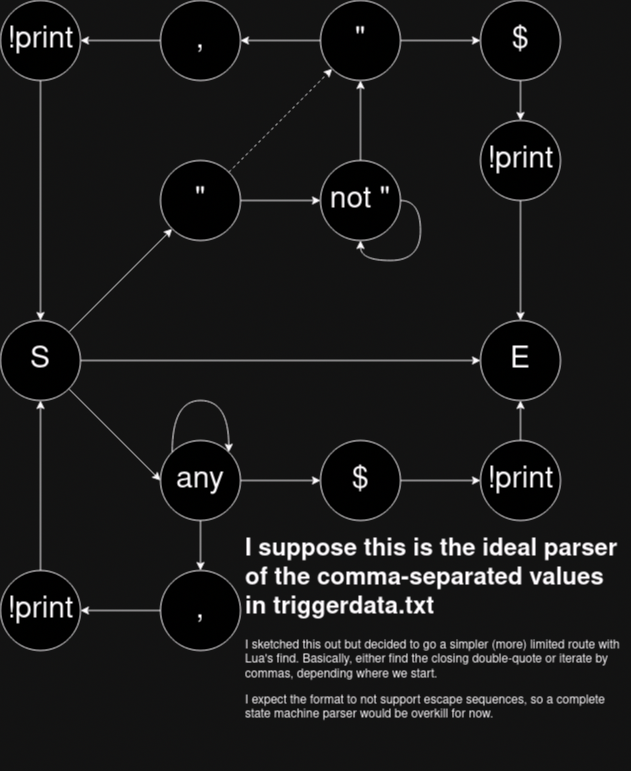 !print
,
"
$
!print
"
not "
S
E
any
$
!print
I suppose this is the ideal parser
of the comma-separated values
in triggerdata.txt
!print
,
I sketched this out but decided to go a simpler (more) limited route with
Lua's find. Basically, either find the closing double-quote or iterate by
commas, depending where we start.
I expect the format to not support escape sequences, so a complete
state machine parser would be overkill for now.